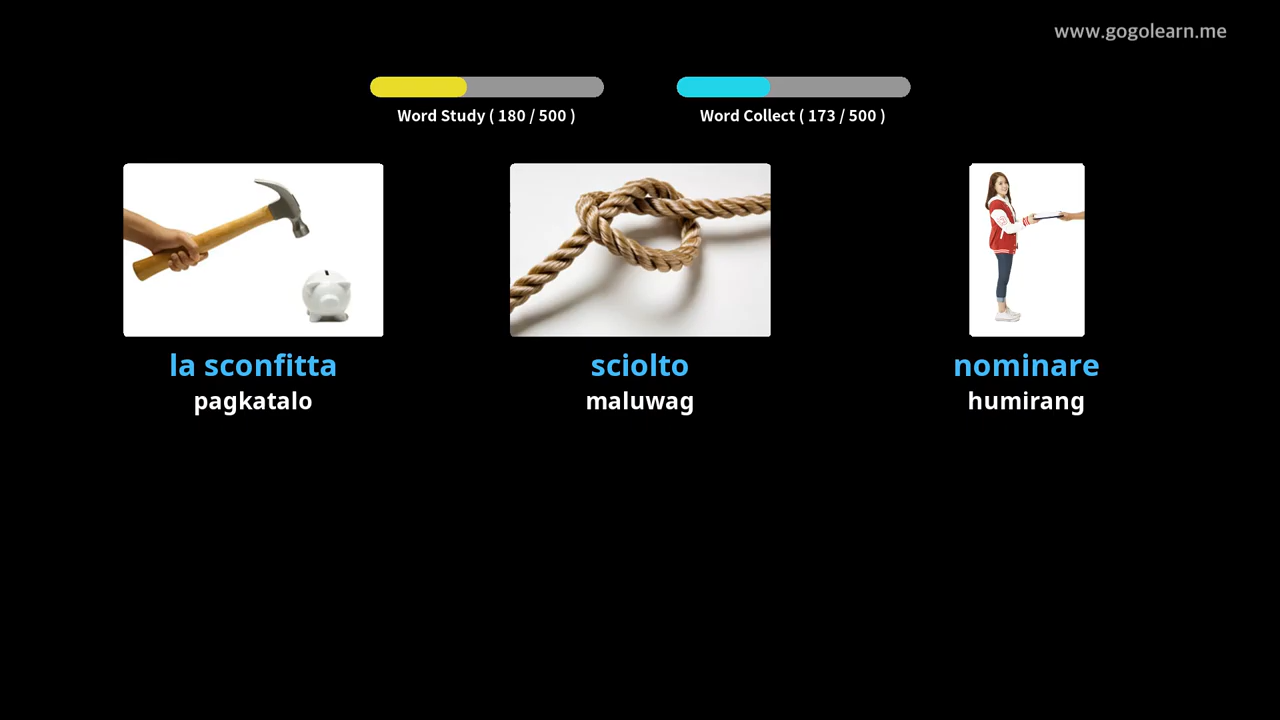 www.gogolearn.me
Word Study ( 180 / 500 )
Word Collect ( 173 / 500 )
la sconfitta
pagkatalo
sciolto
maluwag
nominare
humirang